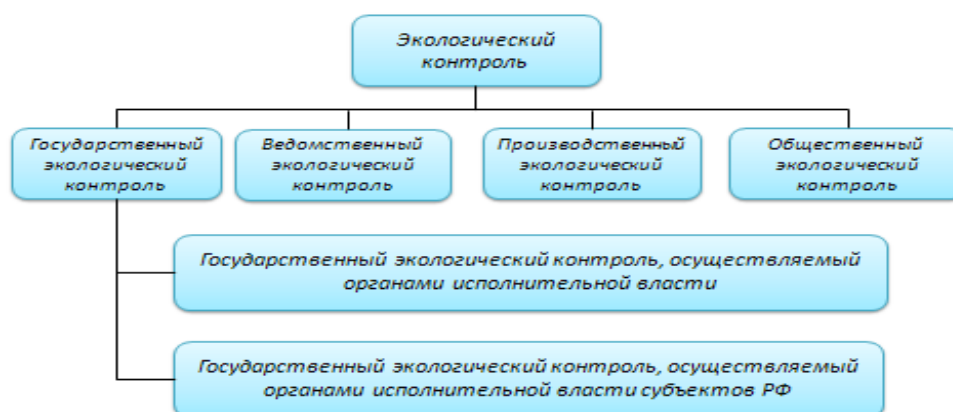 Экологический
контроль
Государственный
экологический
контроль
Ведомственный
экологический
контроль
Производственный
экологический
контроль
Общественный
экологический
контроль
Государственный экологический контроль, осуществляемый
органами исполнительной власти
Государственный экологический контроль, осуществляемый
органами исполнительной власти субъектов РФ